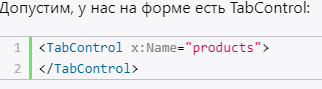 Допустим, у нас на форме есть TabControl:
1 <TabControl x:Name="products">
2 </TabControl>